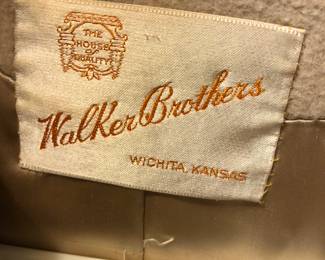 THE
HOUSE
OF
QUALITY
Walker Brothers
WICHITA, KANSAS